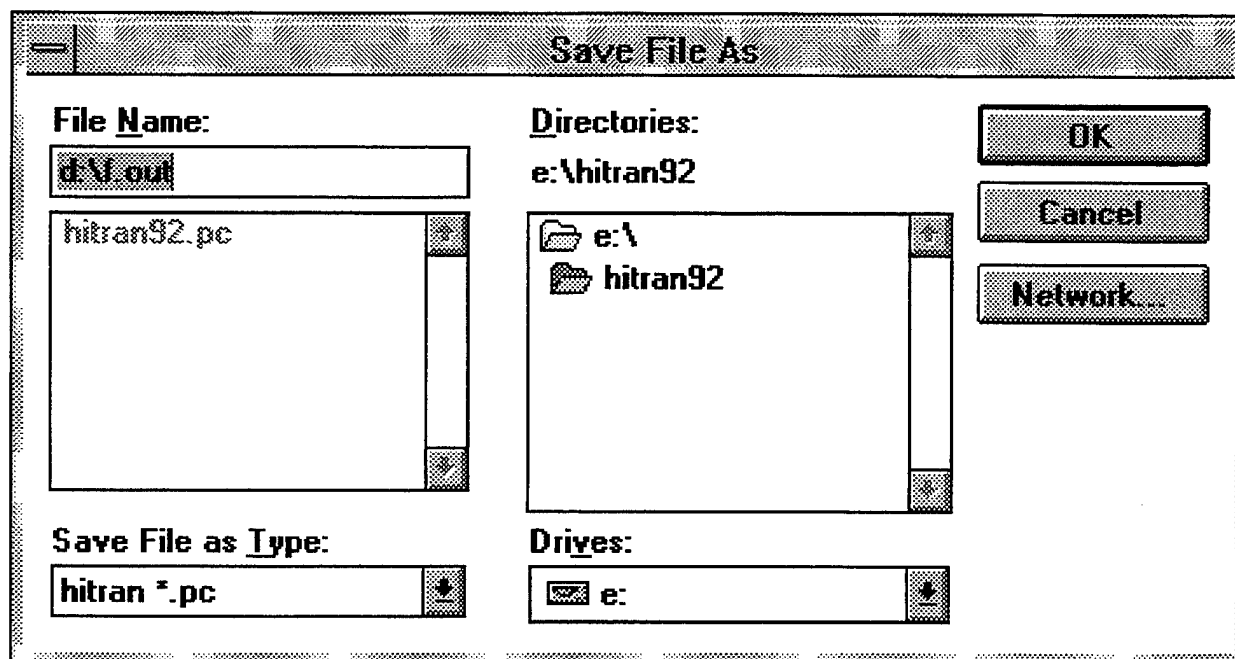 Save File As
File Name:
d:\f.out
hitran92.pc
Save File as Type:
hitran *.pc
Directories:
e:\hitran92
e:\
hitran92
Drives:
e:
OK
Cancel
Network...